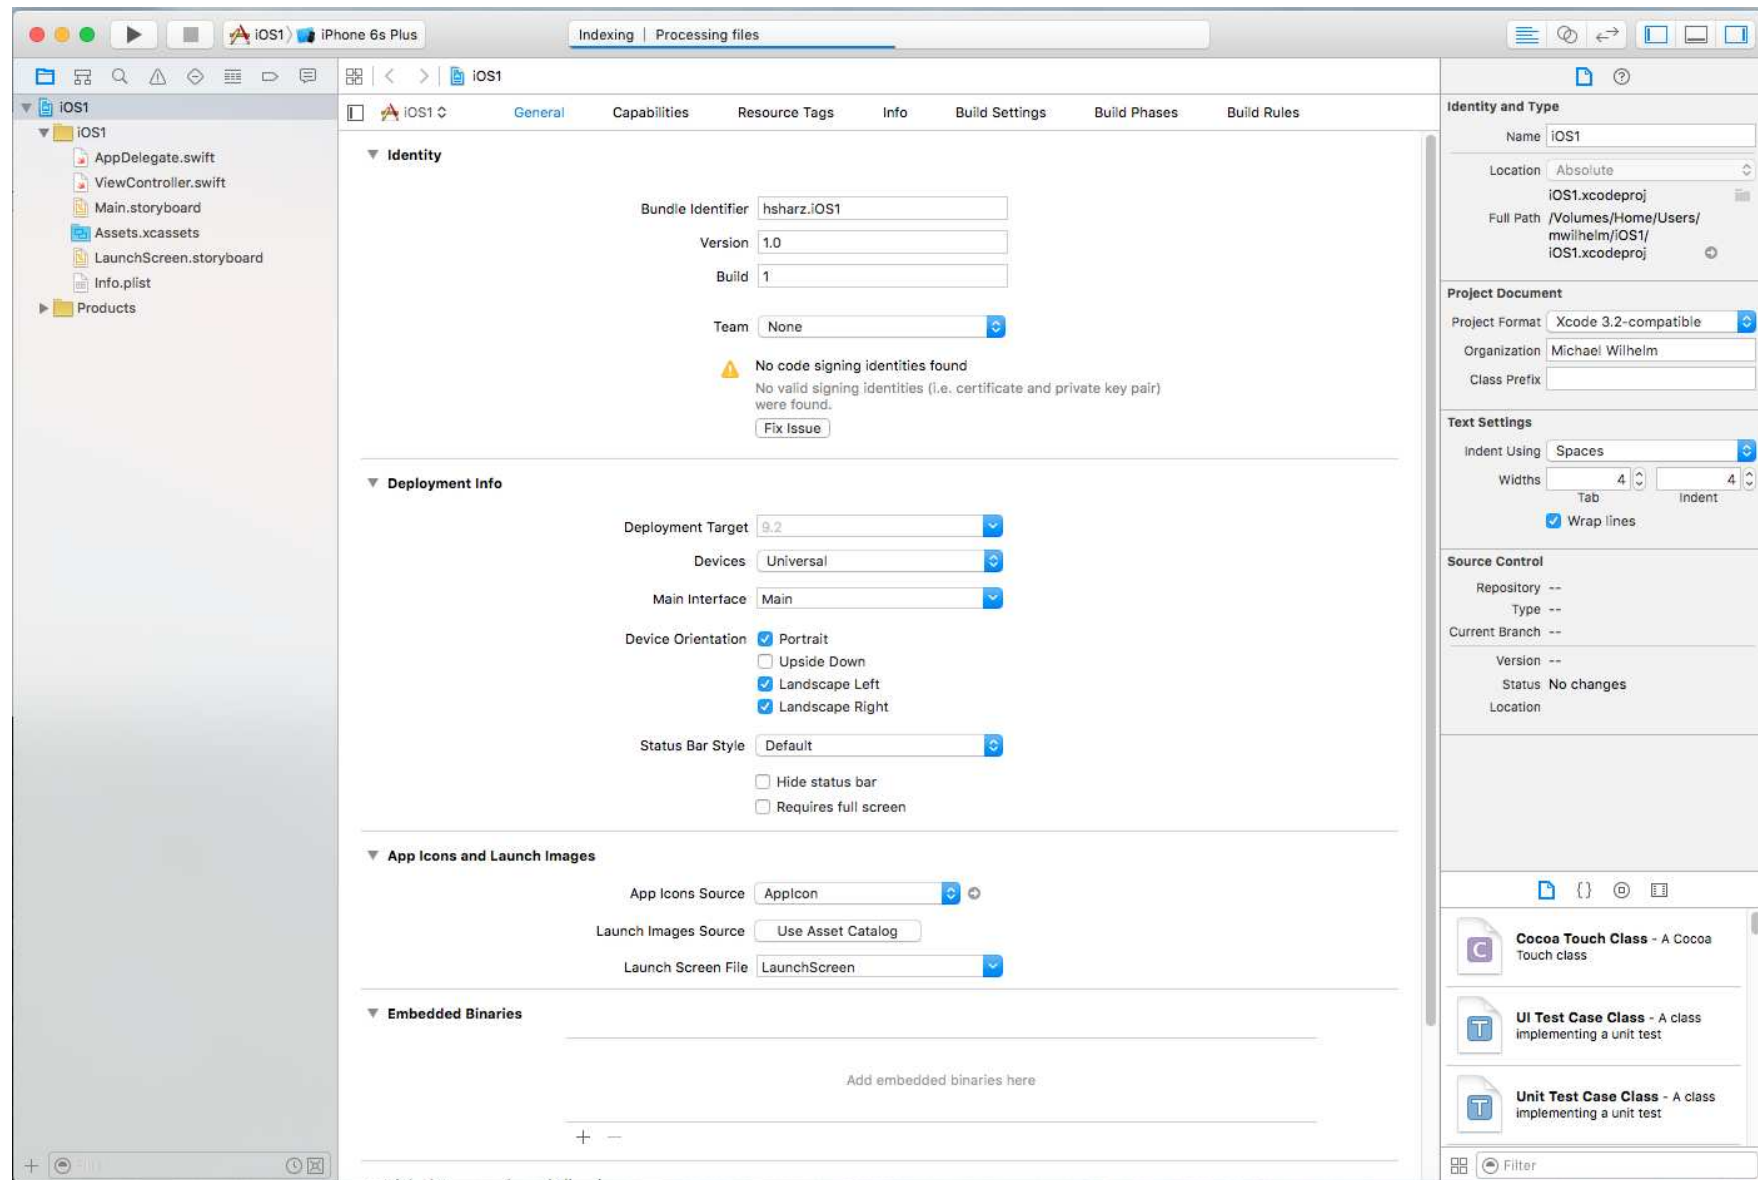 iOS1 iPhone 6s Plus
Indexing | Processing files
iOS1
iOS1
AppDelegate.swift
ViewController.swift
Main.storyboard
Assets.xcassets
LaunchScreen.storyboard
Info.plist
Products
iOS1
iOS1 General Capabilities Resource Tags Info Build Settings Build Phases Build Rules
Identity
Bundle Identifier hsharz.iOS1
Version 1.0
Build 1
Team None
No code signing identities found
No valid signing identities (i.e. certificate and private key pair)
were found.
Fix Issue
Deployment Info
Deployment Target 9.2
Devices Universal
Main Interface Main
Device Orientation Portrait
Upside Down
Landscape Left
Landscape Right
Status Bar Style Default
Hide status bar
Requires full screen
App Icons and Launch Images
App Icons Source AppIcon
Launch Images Source Use Asset Catalog
Launch Screen File LaunchScreen
Embedded Binaries
Add embedded binaries here
Identity and Type
Name iOS1
Location Absolute
iOS1.xcodeproj
Full Path /Volumes/Home/Users/
mwilhelm/iOS1/
iOS1.xcodeproj
Project Document
Project Format Xcode 3.2-compatible
Organization Michael Wilhelm
Class Prefix
Text Settings
Indent Using Spaces
Widths 4 4
Tab Indent
Wrap lines
Source Control
Repository --
Type --
Current Branch --
Version --
Status No changes
Location
{}
C
Cocoa Touch Class - A Cocoa
Touch class
T
UI Test Case Class - A class
implementing a unit test
T
Unit Test Case Class - A class
implementing a unit test
Filter